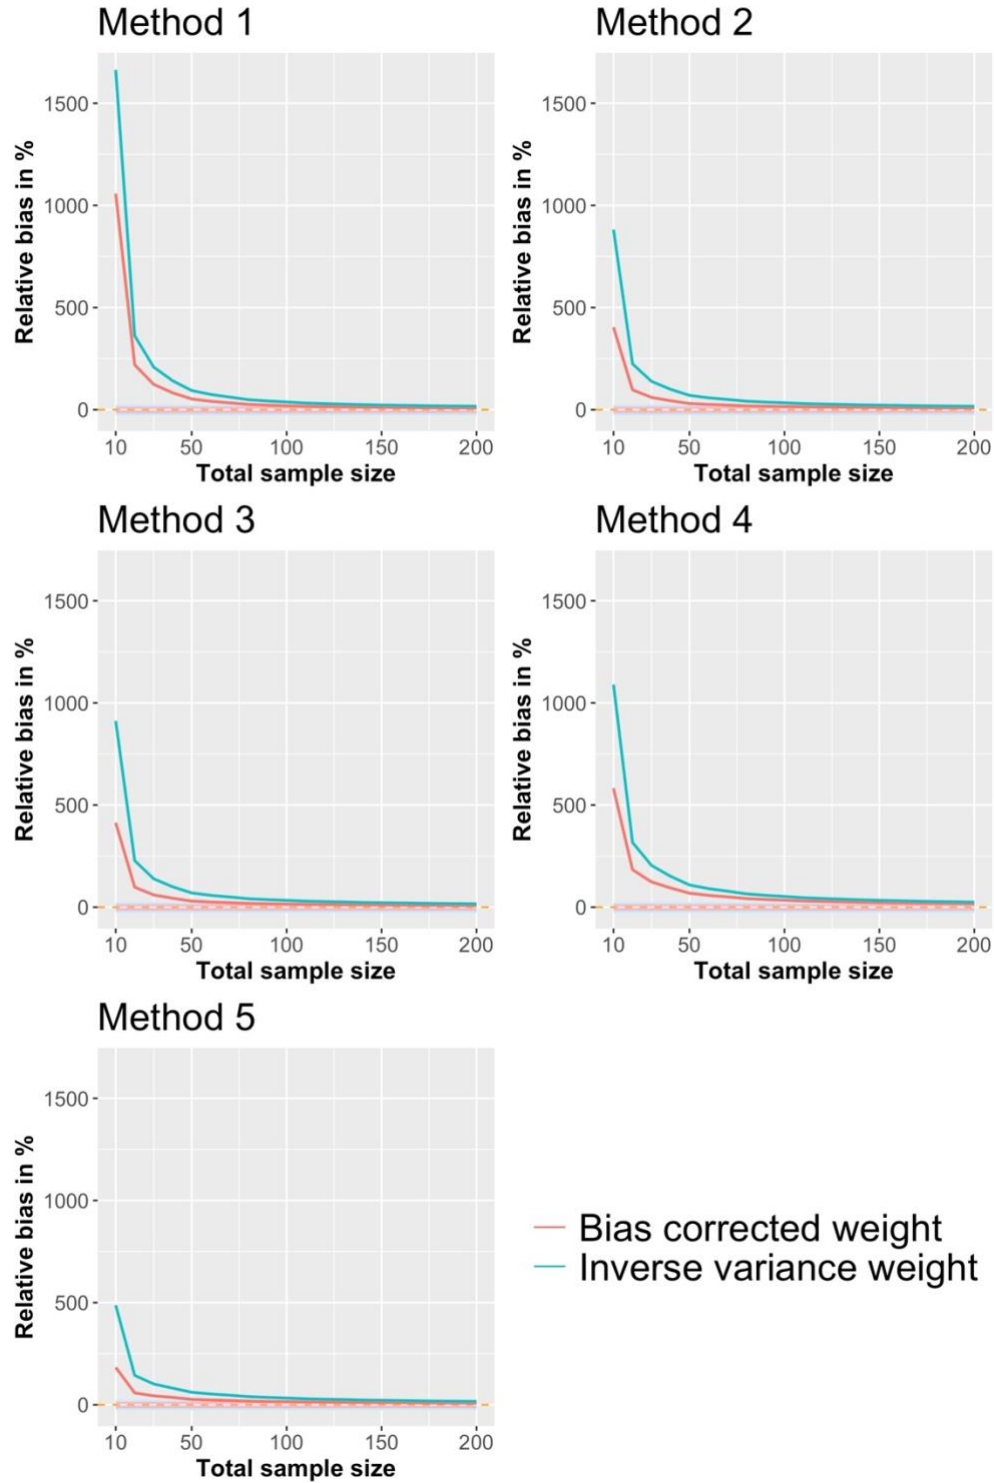 Method 1
Relative bias in %
1500
1000
500
0
10 50 100 150 200
Total sample size
Method 2
Relative bias in %
1500
1000
500
0
10 50 100 150 200
Total sample size
Method 3
Relative bias in %
1500
1000
500
0
10 50 100 150 200
Total sample size
Method 4
Relative bias in %
1500
1000
500
0
10 50 100 150 200
Total sample size
Method 5
Relative bias in %
1500
1000
500
0
10 50 100 150 200
Total sample size
Bias corrected weight
Inverse variance weight